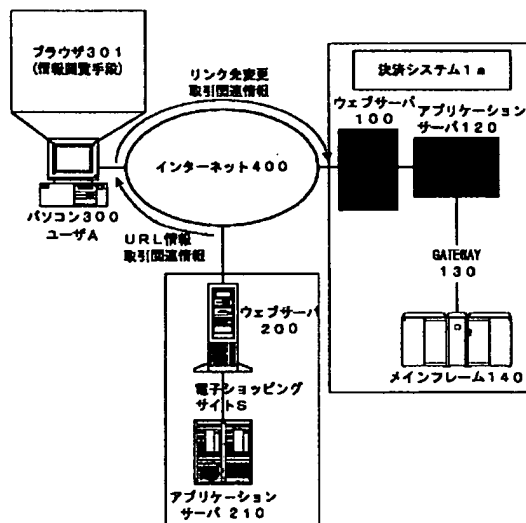 ブラウザ301
(情報閲覧手段)
リンク先変更
取引関連情報
インターネット400
パソコン300
ユーザA
URL情報
取引関連情報
決済システム1a
ウェブサーバ
100
アプリケーション
サーバ120
GATEWAY
130
メインフレーム140
ウェブサーバ
200
電子ショッピング
サイトS
アプリケーション
サーバ 210